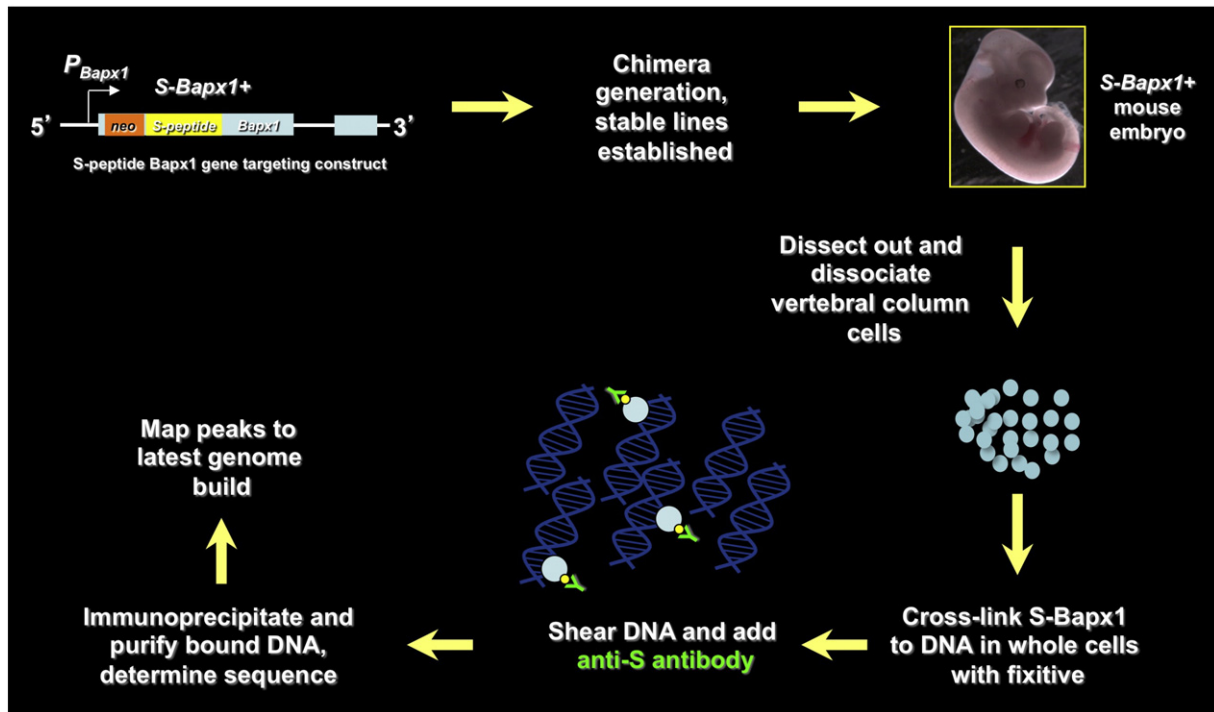 P_Bapx1
S-Bapx1+
5’
neo
S-peptide
Bapx1
3’
S-peptide Bapx1 gene targeting construct
Chimera
generation,
stable lines
established
S-Bapx1+
mouse
embryo
Dissect out and
dissociate
vertebral column
cells
Cross-link S-Bapx1
to DNA in whole cells
with fixitive
Shear DNA and add
anti-S antibody
Immunoprecipitate and
purify bound DNA,
determine sequence
Map peaks to
latest genome
build